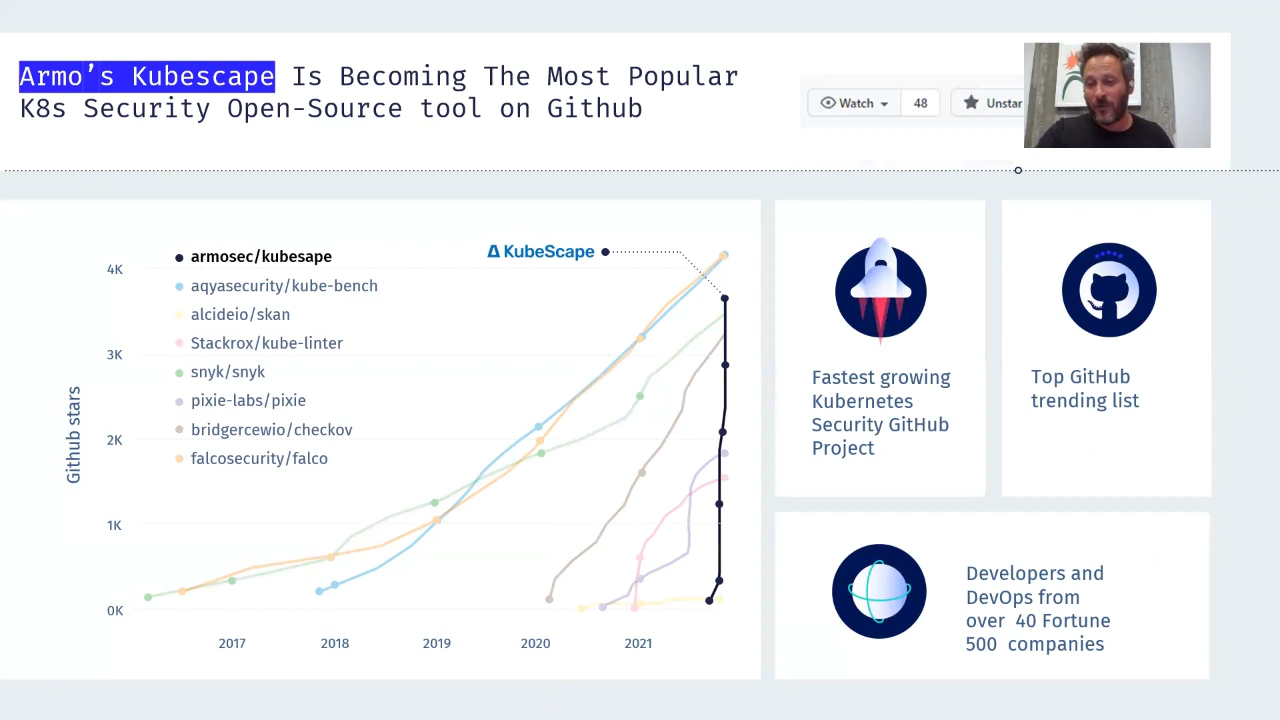 Armo's Kubescape Is Becoming The Most Popular
K8s Security Open-Source tool on Github
Watch
48
Unstar
armosec/kubesape
aqyasecurity/kube-bench
alcideio/skan
Stackrox/kube-linter
snyk/snyk
pixie-labs/pixie
bridgercewio/checkov
falcosecurity/falco
KubeScape
Github stars
4K
3K
2K
1K
0K
2017
2018
2019
2020
2021
Fastest growing
Kubernetes
Security GitHub
Project
Top GitHub
trending list
Developers and
DevOps from
over 40 Fortune
500 companies